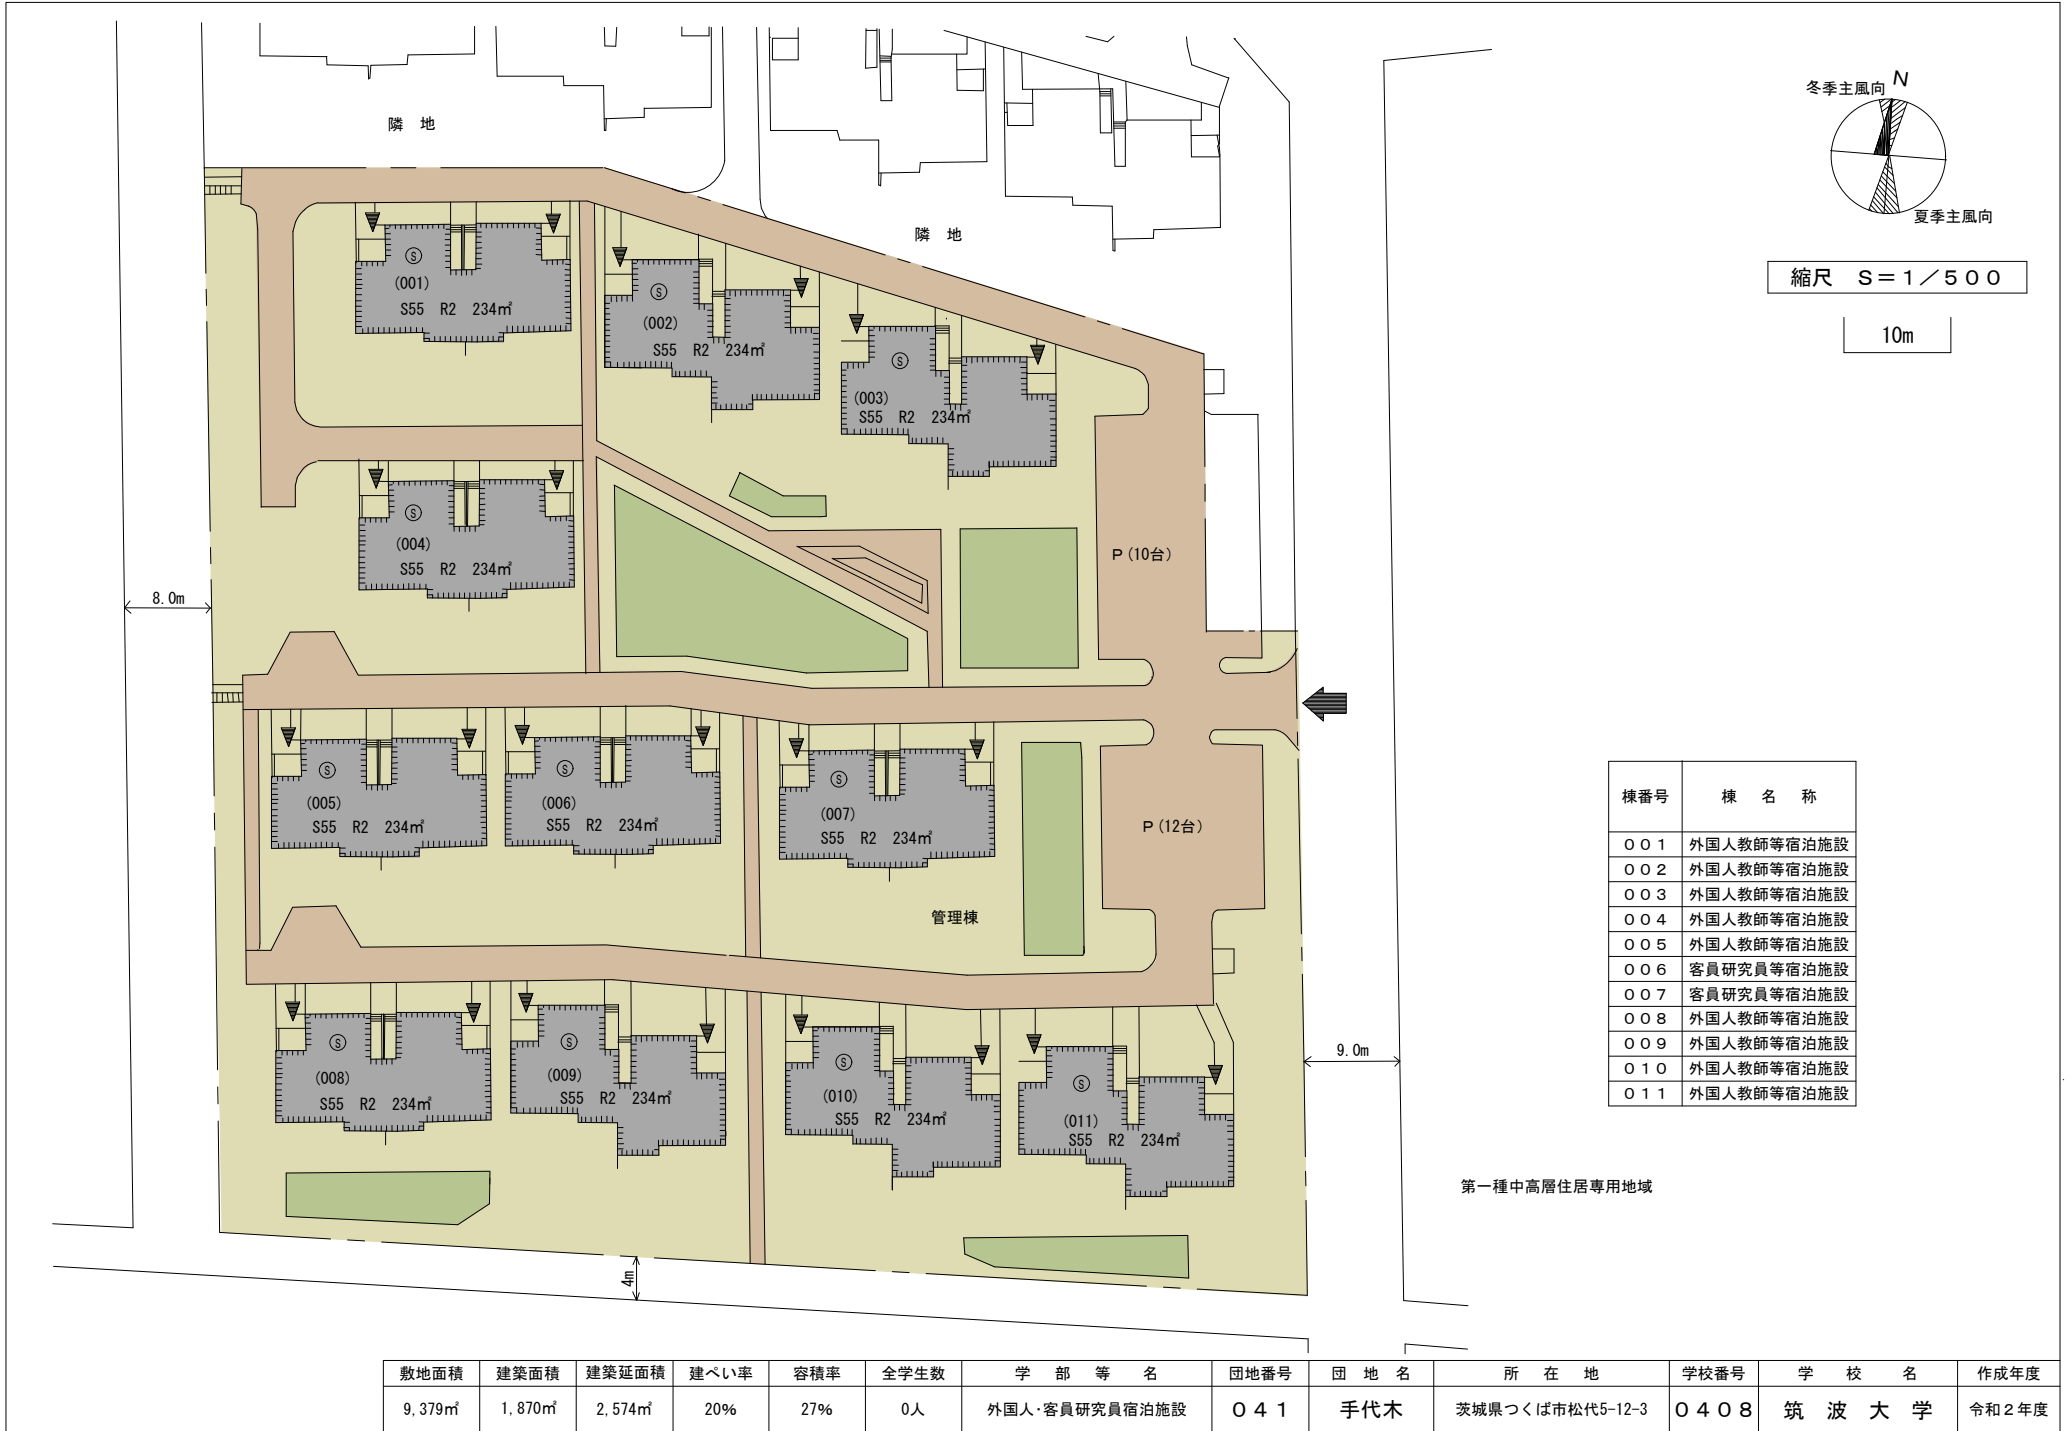 冬季主風向 N
夏季主風向
縮尺 S=1/500
10m
隣 地
隣 地
Ⓢ
(001)
S55 R2 234㎡
Ⓢ
(002)
S55 R2 234㎡
Ⓢ
(003)
S55 R2 234㎡
Ⓢ
(004)
S55 R2 234㎡
P(10台)
8.0m
Ⓢ
(005)
S55 R2 234㎡
Ⓢ
(006)
S55 R2 234㎡
Ⓢ
(007)
S55 R2 234㎡
P(12台)
管理棟
Ⓢ
(008)
S55 R2 234㎡
Ⓢ
(009)
S55 R2 234㎡
Ⓢ
(010)
S55 R2 234㎡
Ⓢ
(011)
S55 R2 234㎡
9.0m
4m
棟番号 棟 名 称
001 外国人教師等宿泊施設
002 外国人教師等宿泊施設
003 外国人教師等宿泊施設
004 外国人教師等宿泊施設
005 外国人教師等宿泊施設
006 客員研究員等宿泊施設
007 客員研究員等宿泊施設
008 外国人教師等宿泊施設
009 外国人教師等宿泊施設
010 外国人教師等宿泊施設
011 外国人教師等宿泊施設
第一種中高層住居専用地域
敷地面積 建築面積 建築延面積 建ぺい率 容積率 全学生数 学 部 等 名 団地番号 団 地 名 所 在 地 学校番号 学 校 名 作成年度
9,379㎡ 1,870㎡ 2,574㎡ 20% 27% 0人 外国人・客員研究員宿泊施設 041 手代木 茨城県つくば市松代5-12-3 0408 筑 波 大 学 令和2年度